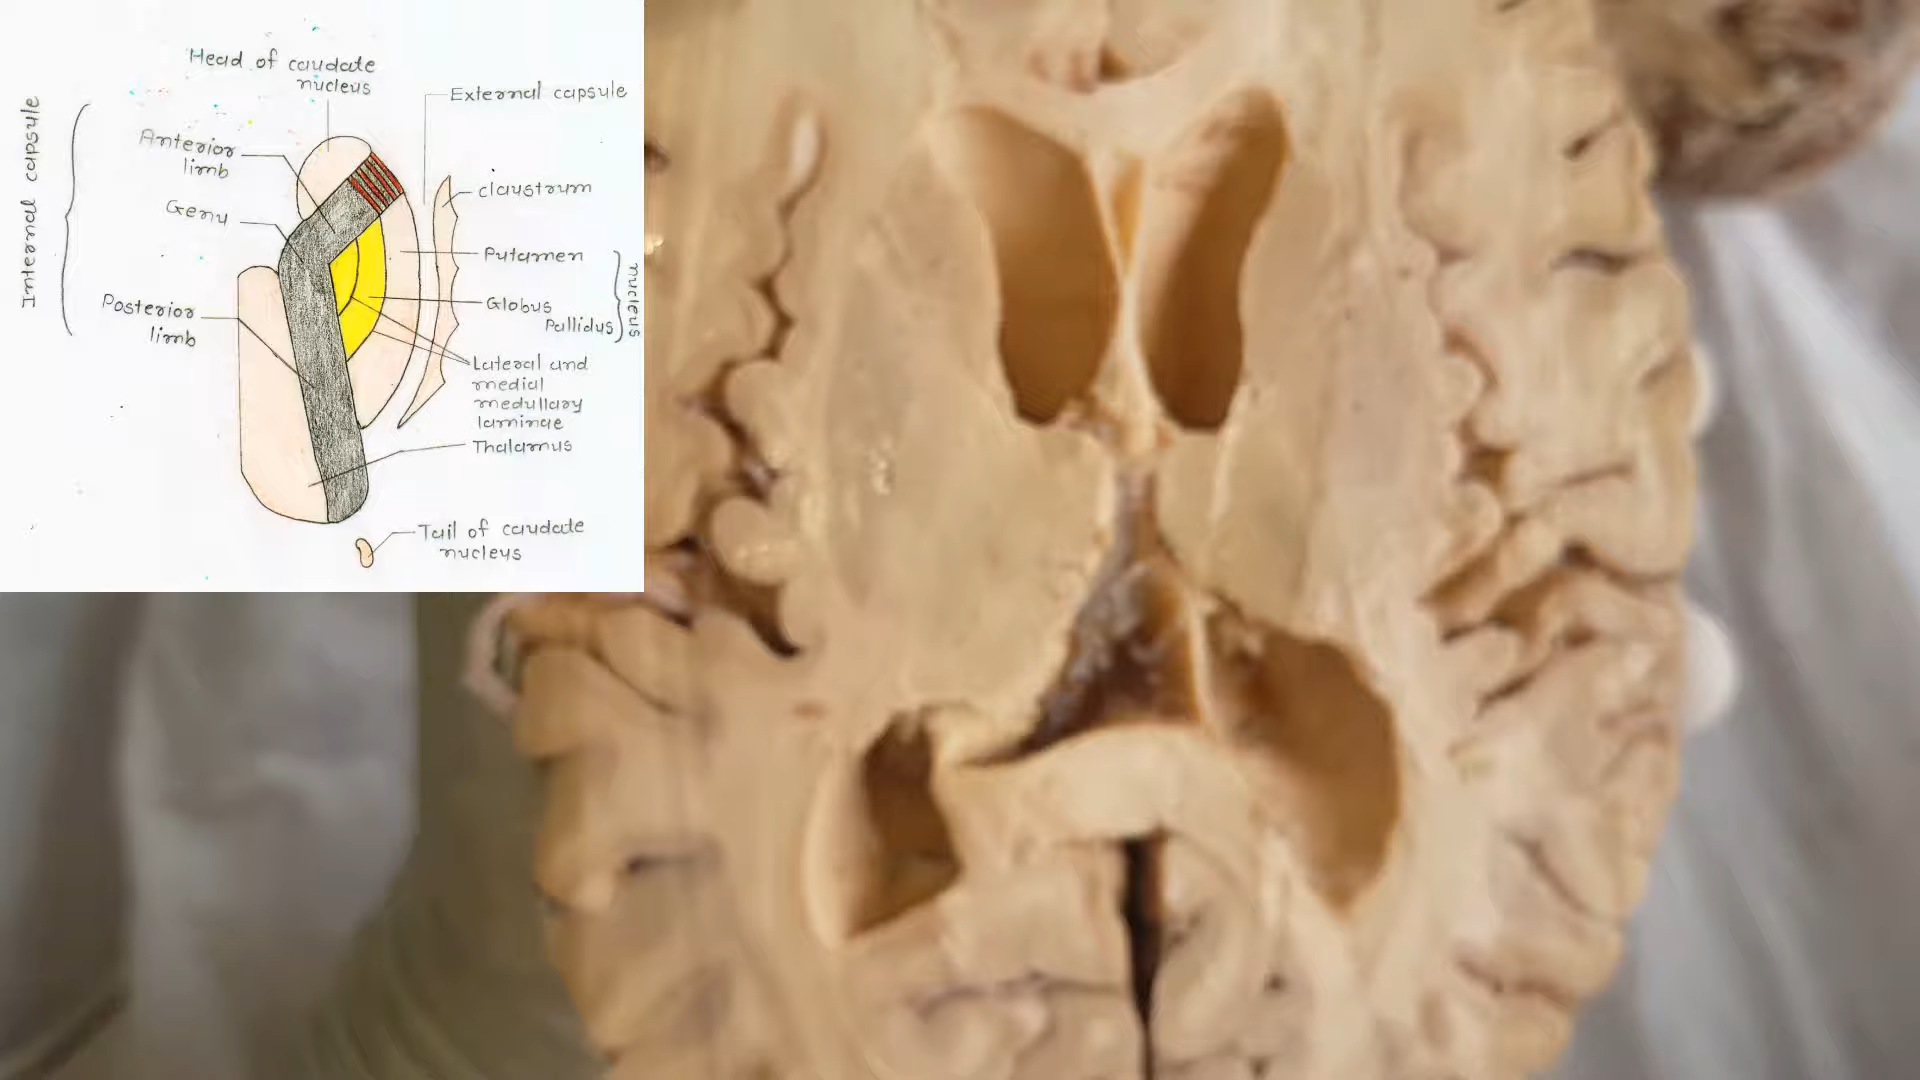 Head of caudate
nucleus
External capsule
Internal capsule
Anterior
limb
claustrum
Genu
Putamen
nucleus
Globus
Pallidus
Posterior
limb
Lateral and
medial
medullary
laminae
Thalamus
Tail of caudate
nucleus